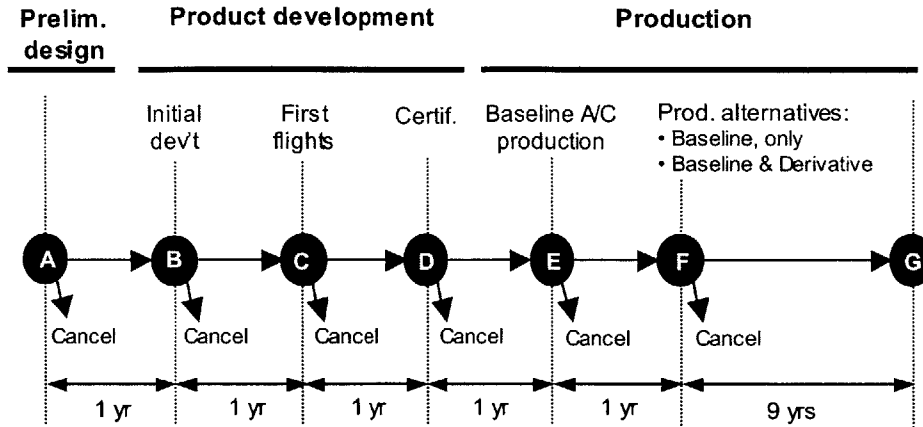 Prelim.
design
Product development
Production
Initial
dev't
First
flights
Certif.
Baseline A/C
production
Prod. alternatives:
• Baseline, only
• Baseline & Derivative
A
B
C
D
E
F
G
Cancel
Cancel
Cancel
Cancel
Cancel
Cancel
1 yr
1 yr
1 yr
1 yr
1 yr
9 yrs